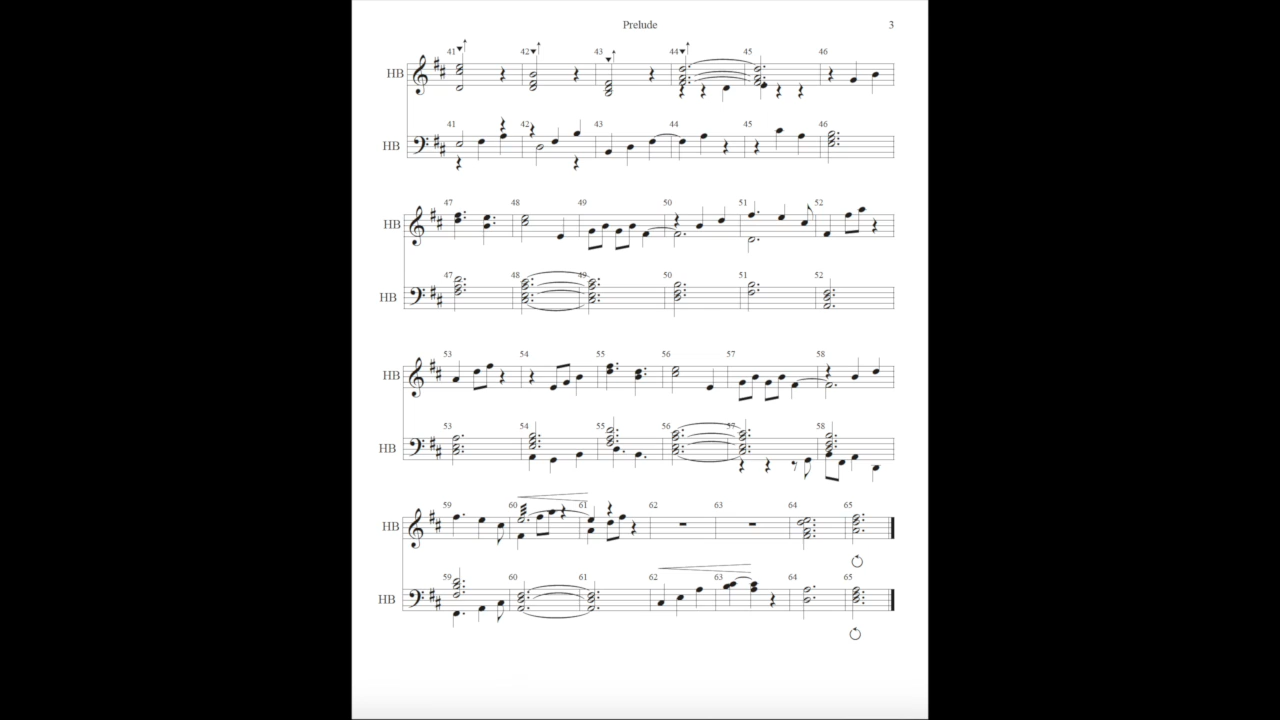 Prelude 3
41 42 43 44 45 46
HB
41 42 43 44 45 46
HB
47 48 49 50 51 52
HB
47 48 49 50 51 52
HB
53 54 55 56 57 58
HB
53 54 55 56 57 58
HB
59 60 61 62 63 64 65
HB
59 60 61 62 63 64 65
HB